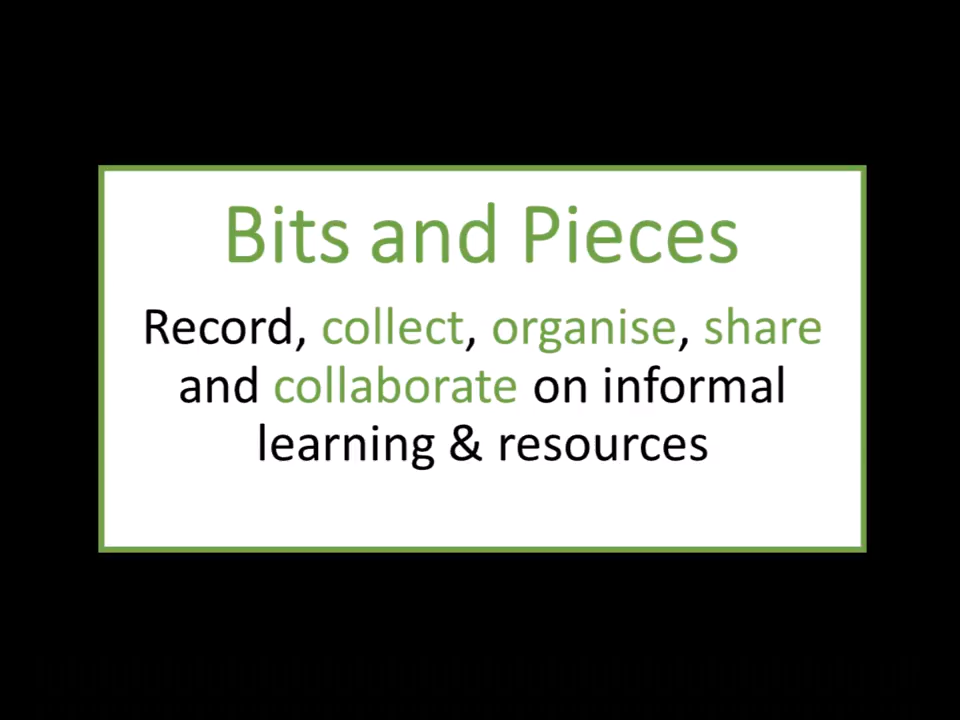 Bits and Pieces
Record, collect, organise, share
and collaborate on informal
learning & resources